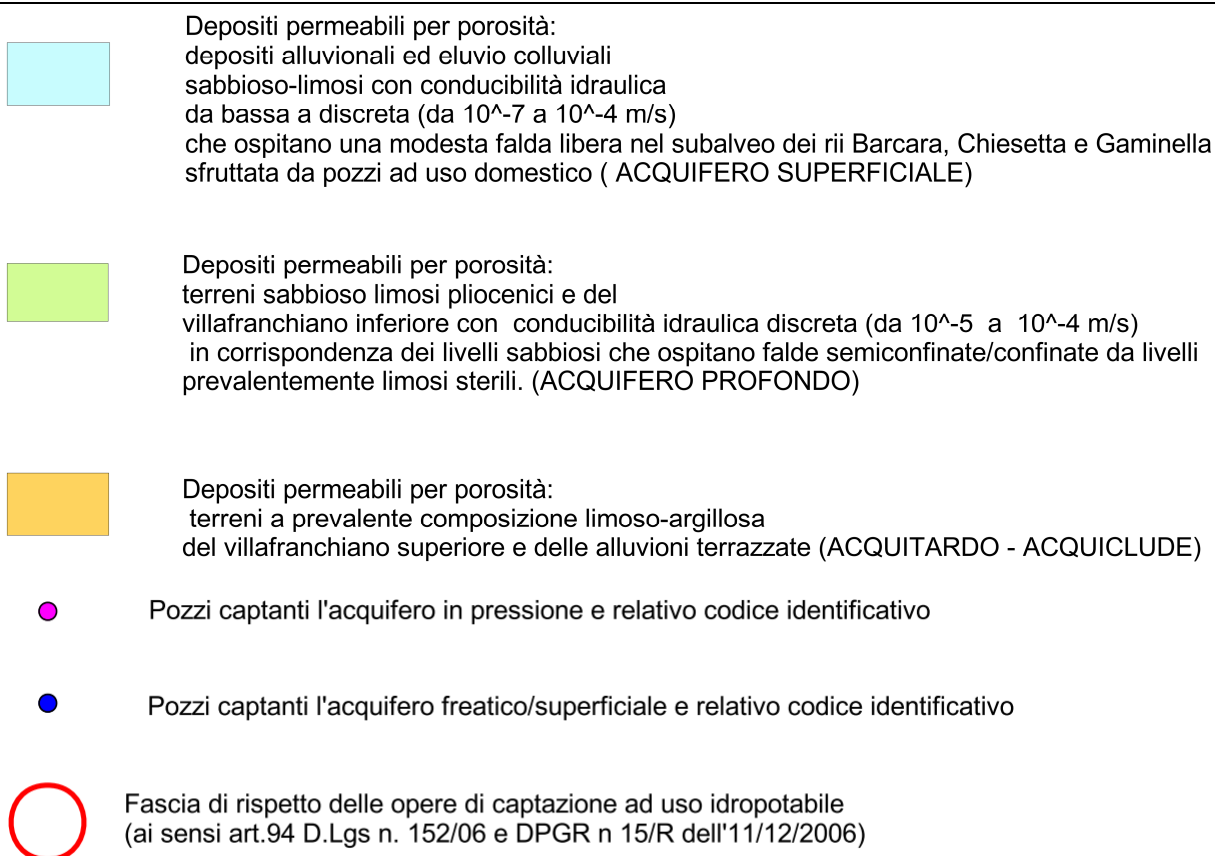 Depositi permeabili per porosità:
depositi alluvionali ed eluvio colluviali
sabbioso-limosi con conducibilità idraulica
da bassa a discreta (da 10^-7 a 10^-4 m/s)
che ospitano una modesta falda libera nel subalveo dei rii Barcara, Chiesetta e Gaminella
sfruttata da pozzi ad uso domestico ( ACQUIFERO SUPERFICIALE)
Depositi permeabili per porosità:
terreni sabbioso limosi pliocenici e del
villafranchiano inferiore con conducibilità idraulica discreta (da 10^-5 a 10^-4 m/s)
in corrispondenza dei livelli sabbiosi che ospitano falde semiconfinate/confinate da livelli
prevalentemente limosi sterili. (ACQUIFERO PROFONDO)
Depositi permeabili per porosità:
terreni a prevalente composizione limoso-argillosa
del villafranchiano superiore e delle alluvioni terrazzate (ACQUITARDO - ACQUICLUDE)
Pozzi captanti l'acquifero in pressione e relativo codice identificativo
Pozzi captanti l'acquifero freatico/superficiale e relativo codice identificativo
Fascia di rispetto delle opere di captazione ad uso idropotabile
(ai sensi art.94 D.Lgs n. 152/06 e DPGR n 15/R dell'11/12/2006)